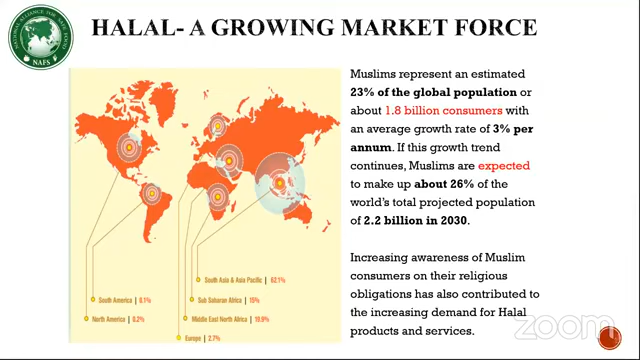 HALAL- A GROWING MARKET FORCE
NATIONAL ALLIANCE FOR SAFE FOOD
NAFS
Muslims represent an estimated
23% of the global population or
about 1.8 billion consumers with
an average growth rate of 3% per
annum. If this growth trend
continues, Muslims are expected
to make up about 26% of the
world's total projected population
of 2.2 billion in 2030.
Increasing awareness of Muslim
consumers on their religious
obligations has also contributed to
the increasing demand for Halal
products and services.
South Asia & Asia Pacific | 62.1%
South America | 0.1%
Sub Saharan Africa | 15%
North America | 0.2%
Middle East North Africa | 19.9%
Europe | 2.7%
zoom